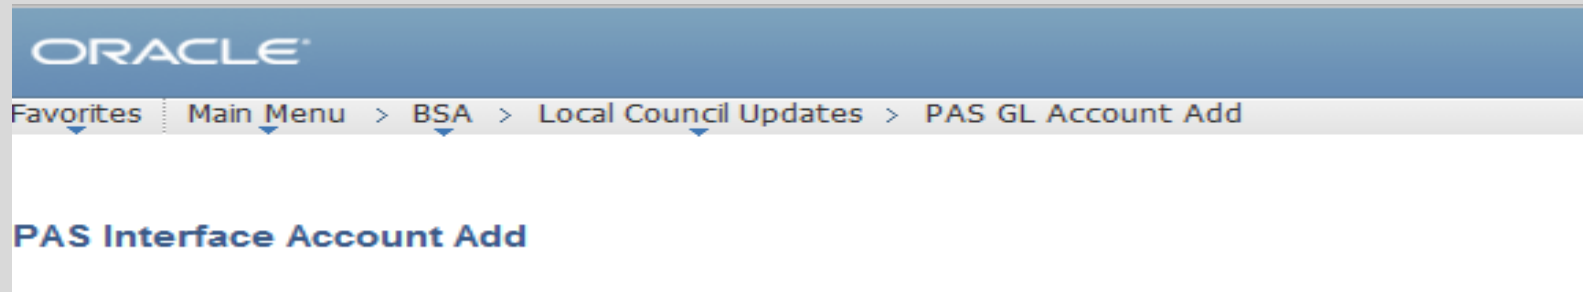 ORACLE
Favorites Main Menu > BSA > Local Council Updates > PAS GL Account Add
PAS Interface Account Add